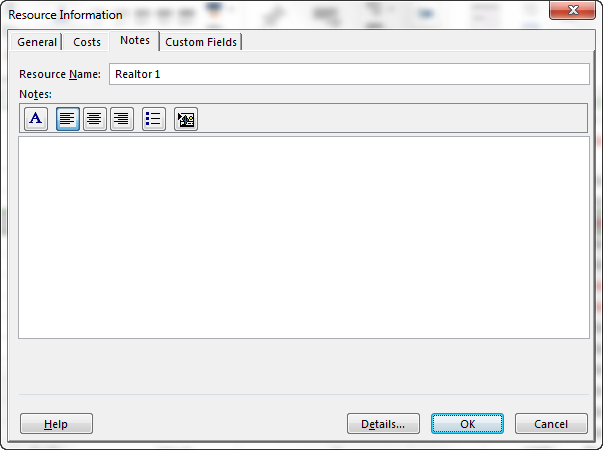 Resource Information
General Costs Notes Custom Fields
Resource Name: Realtor 1
Notes:
A
Help Details... OK Cancel